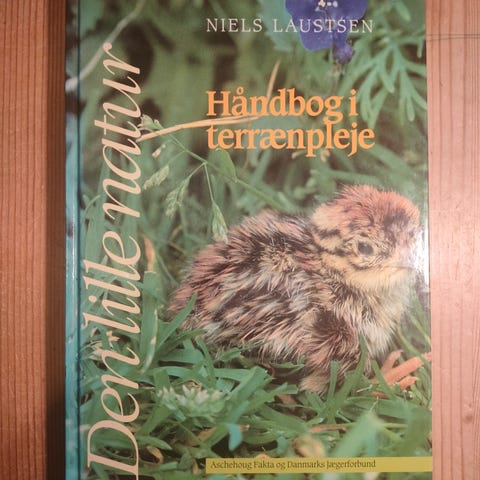 NIELS LAUSTSEN
Håndbog i
terrænpleje
Den lille natur
Aschehoug Fakta og Danmarks Jægerforbund